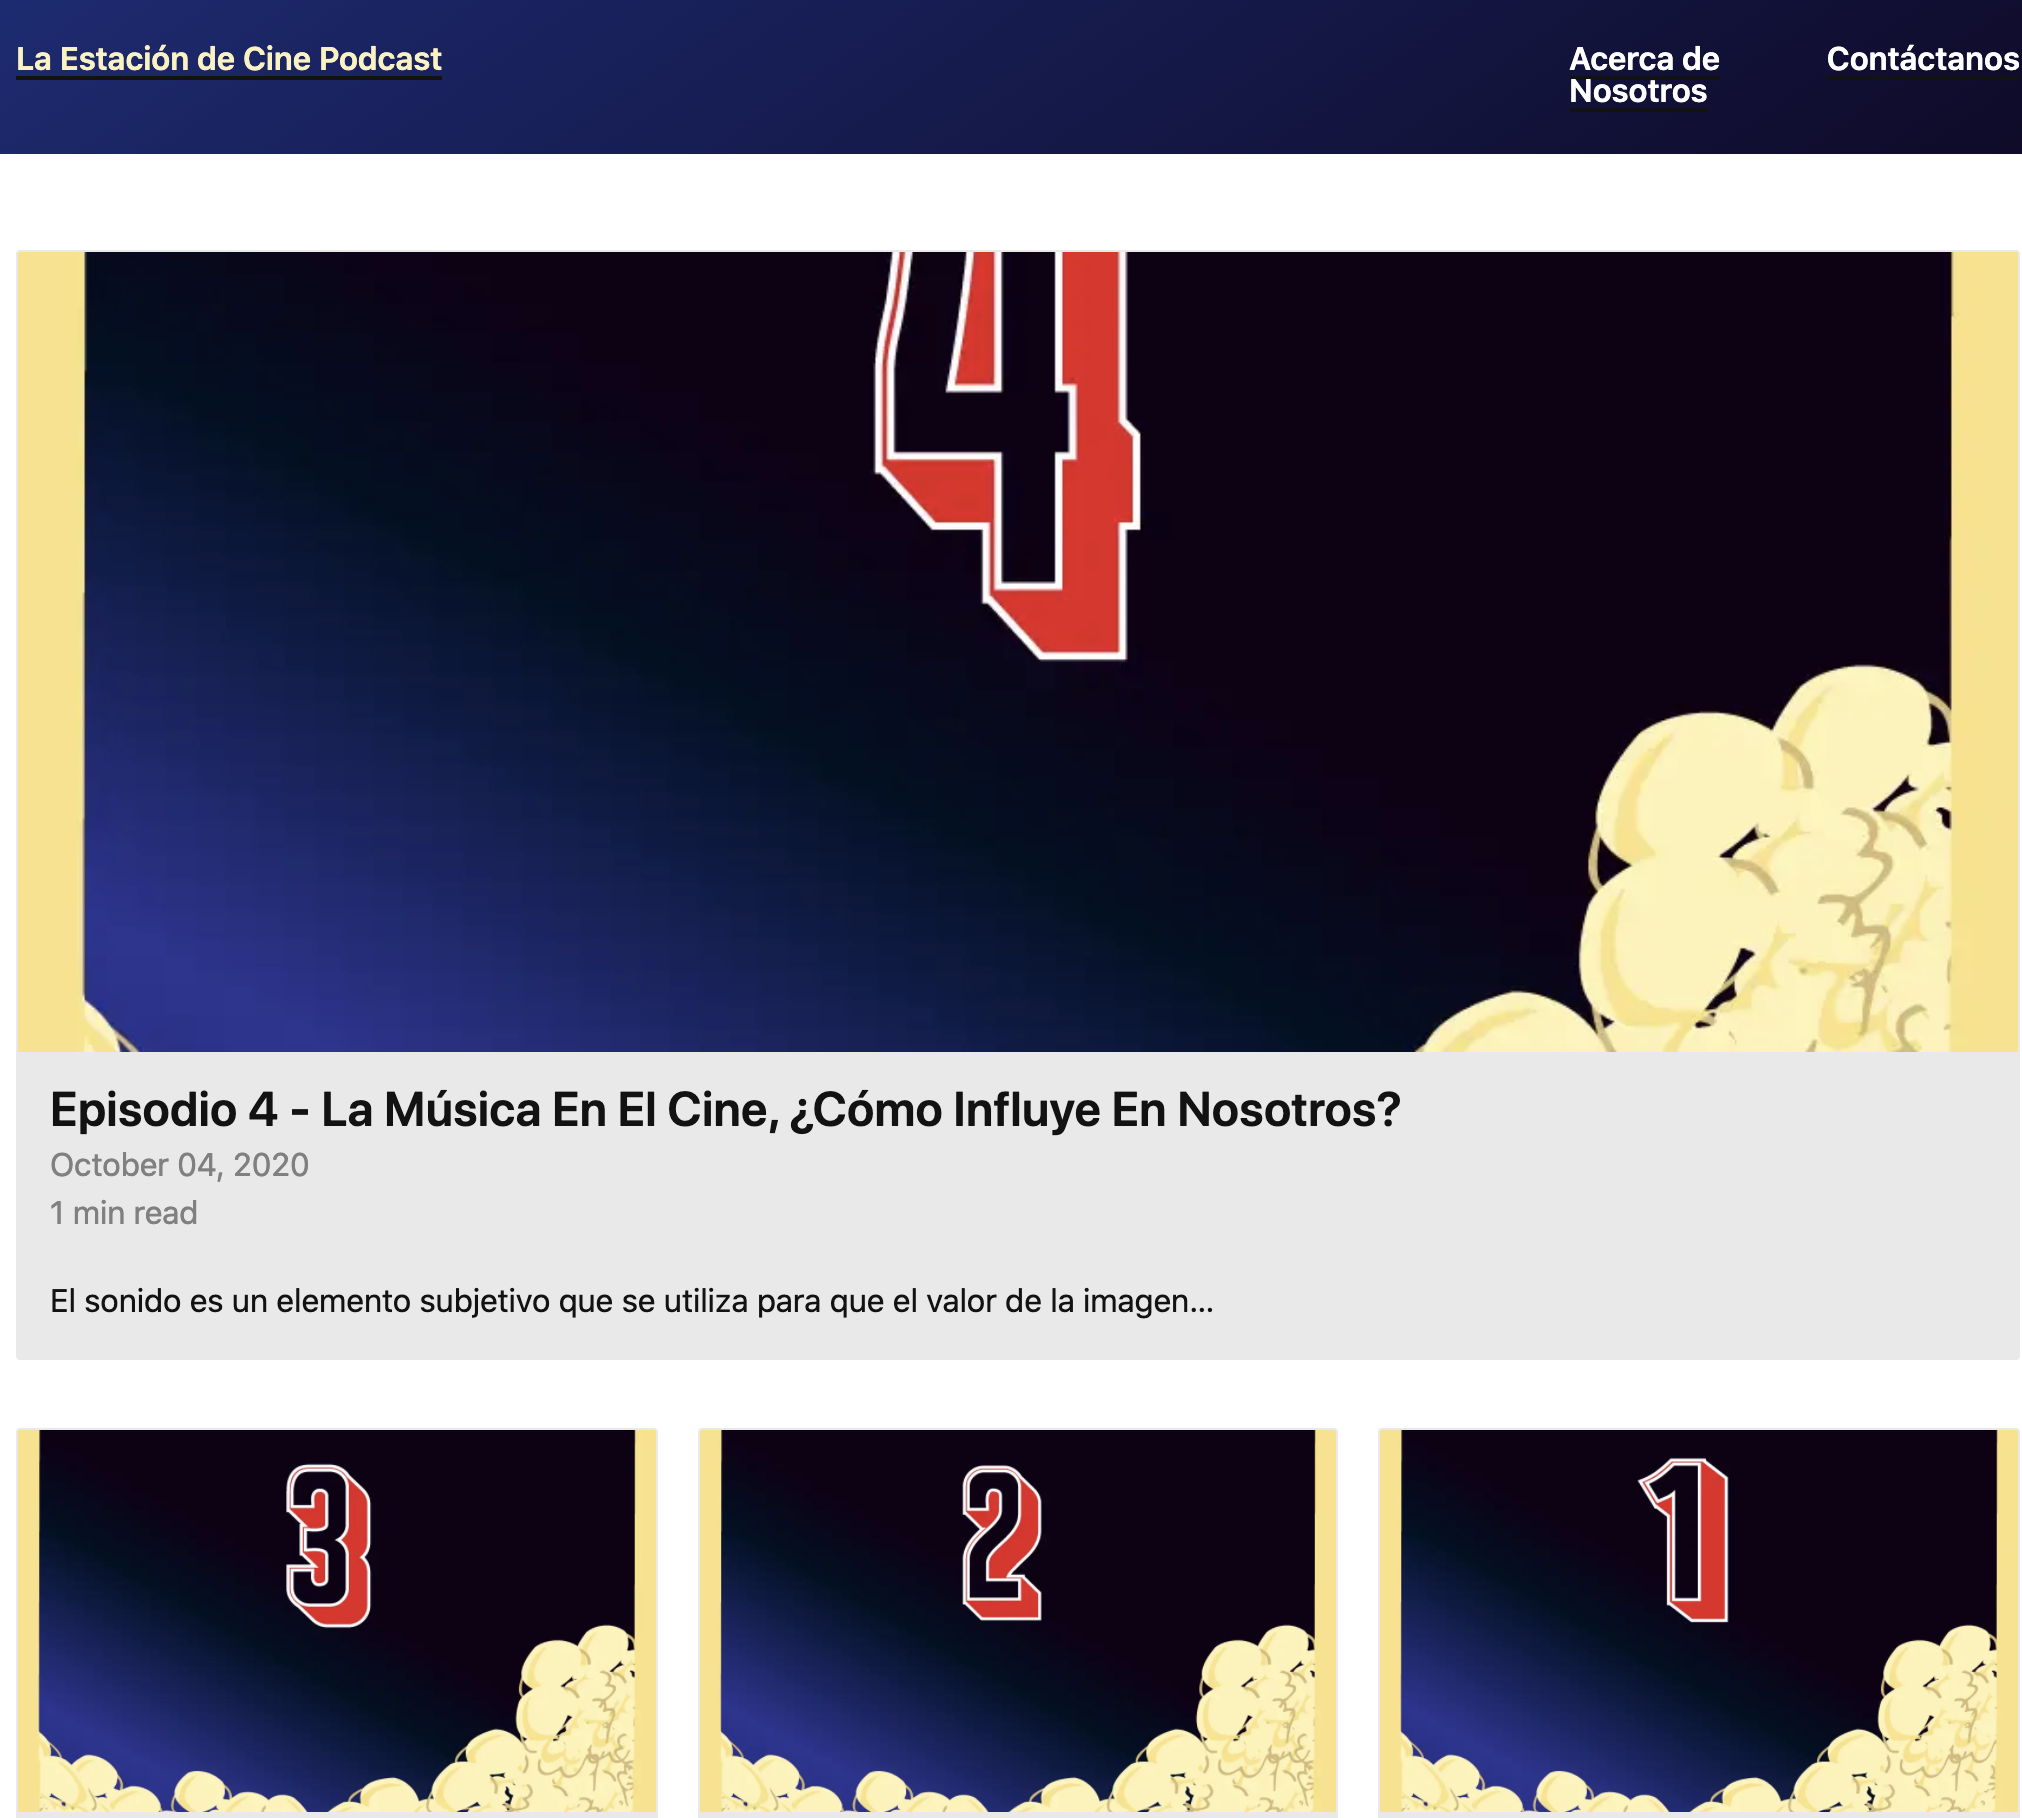 La Estación de Cine Podcast
Acerca de
Nosotros
Contáctanos
4
Episodio 4 - La Música En El Cine, ¿Cómo Influye En Nosotros?
October 04, 2020
1 min read
El sonido es un elemento subjetivo que se utiliza para que el valor de la imagen...
3
2
1